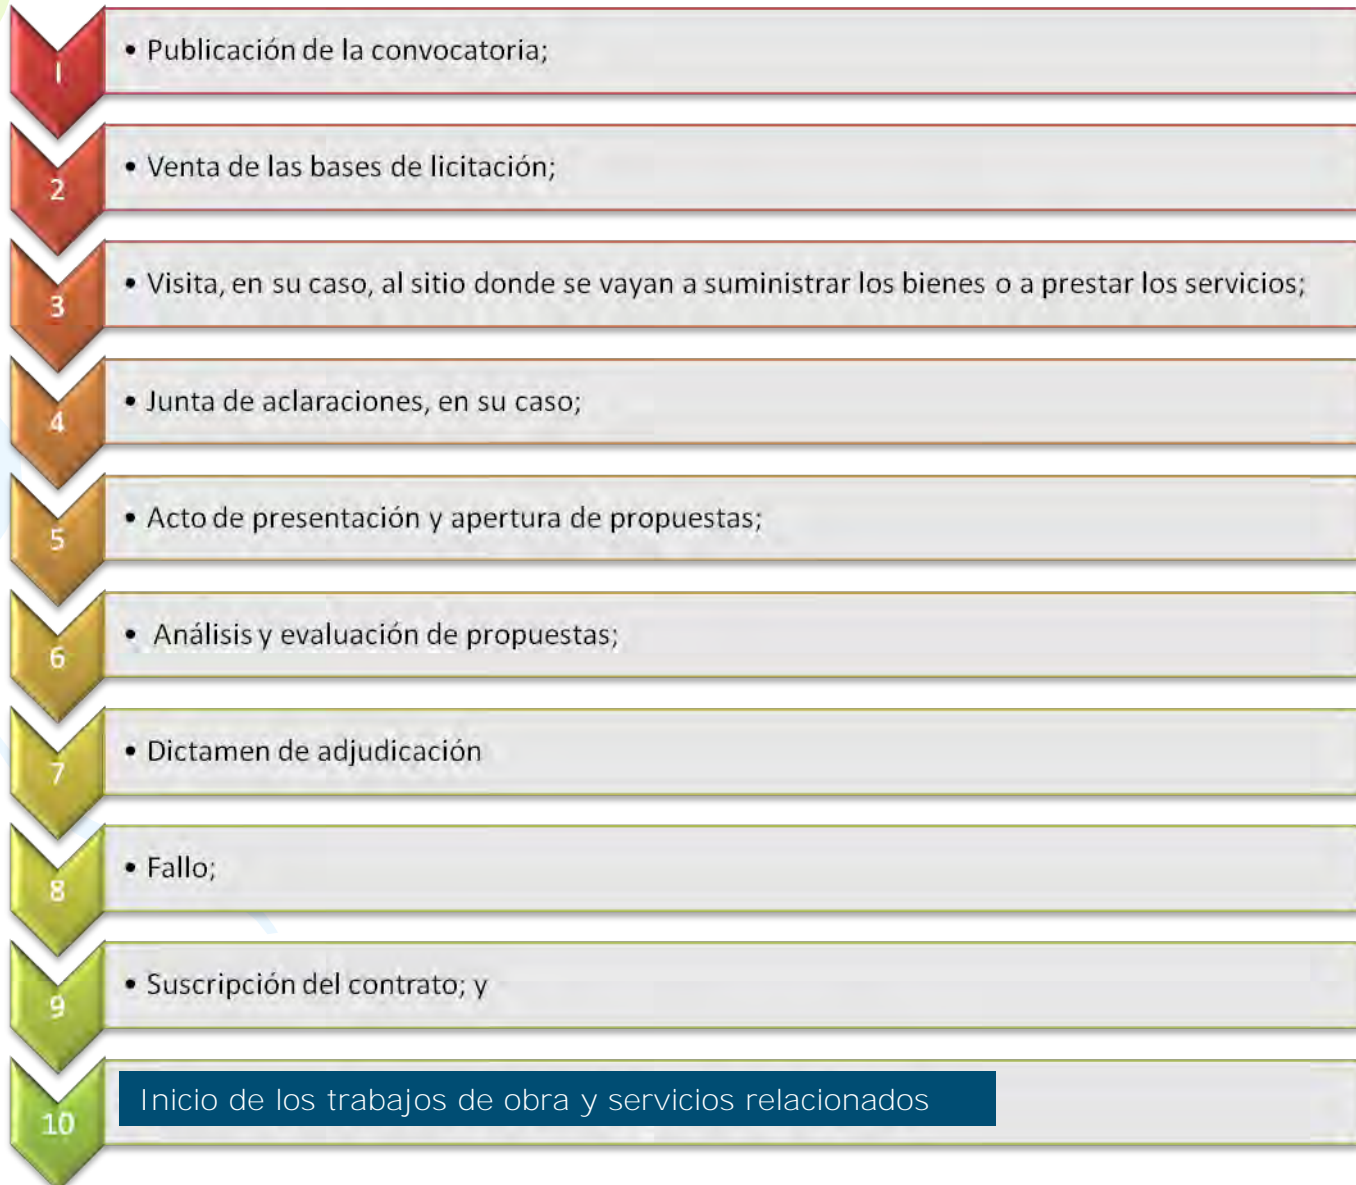 1
• Publicación de la convocatoria;
2
• Venta de las bases de licitación;
3
• Visita, en su caso, al sitio donde se vayan a suministrar los bienes o a prestar los servicios;
4
• Junta de aclaraciones, en su caso;
5
• Acto de presentación y apertura de propuestas;
6
• Análisis y evaluación de propuestas;
7
• Dictamen de adjudicación
8
• Fallo;
9
• Suscripción del contrato; y
10
Inicio de los trabajos de obra y servicios relacionados